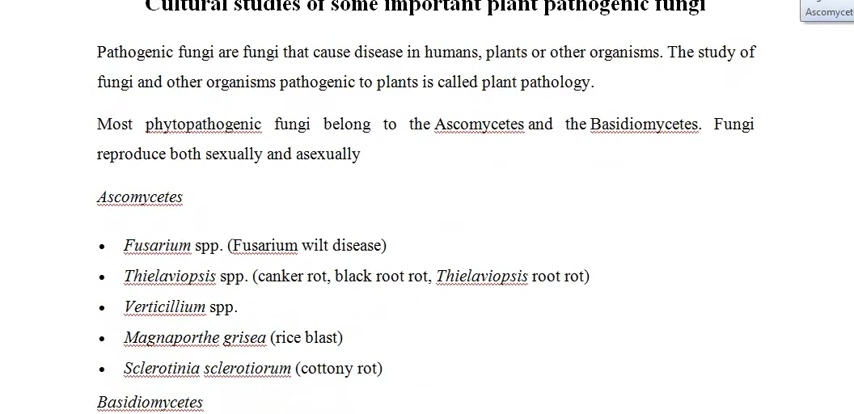 Cultural studies of some important plant pathogenic fungi
Ascomycet
Pathogenic fungi are fungi that cause disease in humans, plants or other organisms. The study of
fungi and other organisms pathogenic to plants is called plant pathology.
Most phytopathogenic fungi belong to the Ascomycetes and the Basidiomycetes. Fungi
reproduce both sexually and asexually
Ascomycetes
• Fusarium spp. (Fusarium wilt disease)
• Thielaviopsis spp. (canker rot, black root rot, Thielaviopsis root rot)
• Verticillium spp.
• Magnaporthe grisea (rice blast)
• Sclerotinia sclerotiorum (cottony rot)
Basidiomycetes